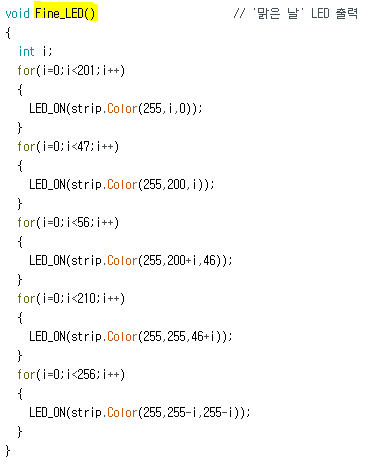 void Fine_LED() // '맑은 날' LED 출력
{
int i;
for(i=0;i<201;i++)
{
LED_ON(strip.Color(255,i,0));
}
for(i=0;i<47;i++)
{
LED_ON(strip.Color(255,200,i));
}
for(i=0;i<56;i++)
{
LED_ON(strip.Color(255,200+i,46));
}
for(i=0;i<210;i++)
{
LED_ON(strip.Color(255,255,46+i));
}
for(i=0;i<256;i++)
{
LED_ON(strip.Color(255,255-i,255-i));
}
}